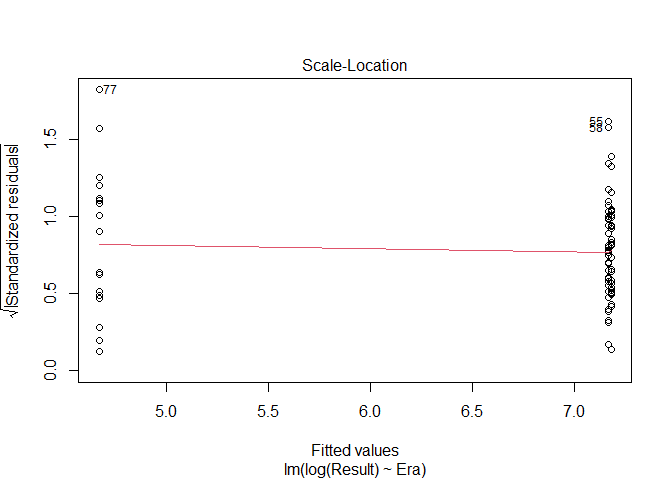 Scale-Location
√|Standardized residuals|
1.5
1.0
0.5
0.0
77
55
58
5.0 5.5 6.0 6.5 7.0
Fitted values
lm(log(Result) ~ Era)